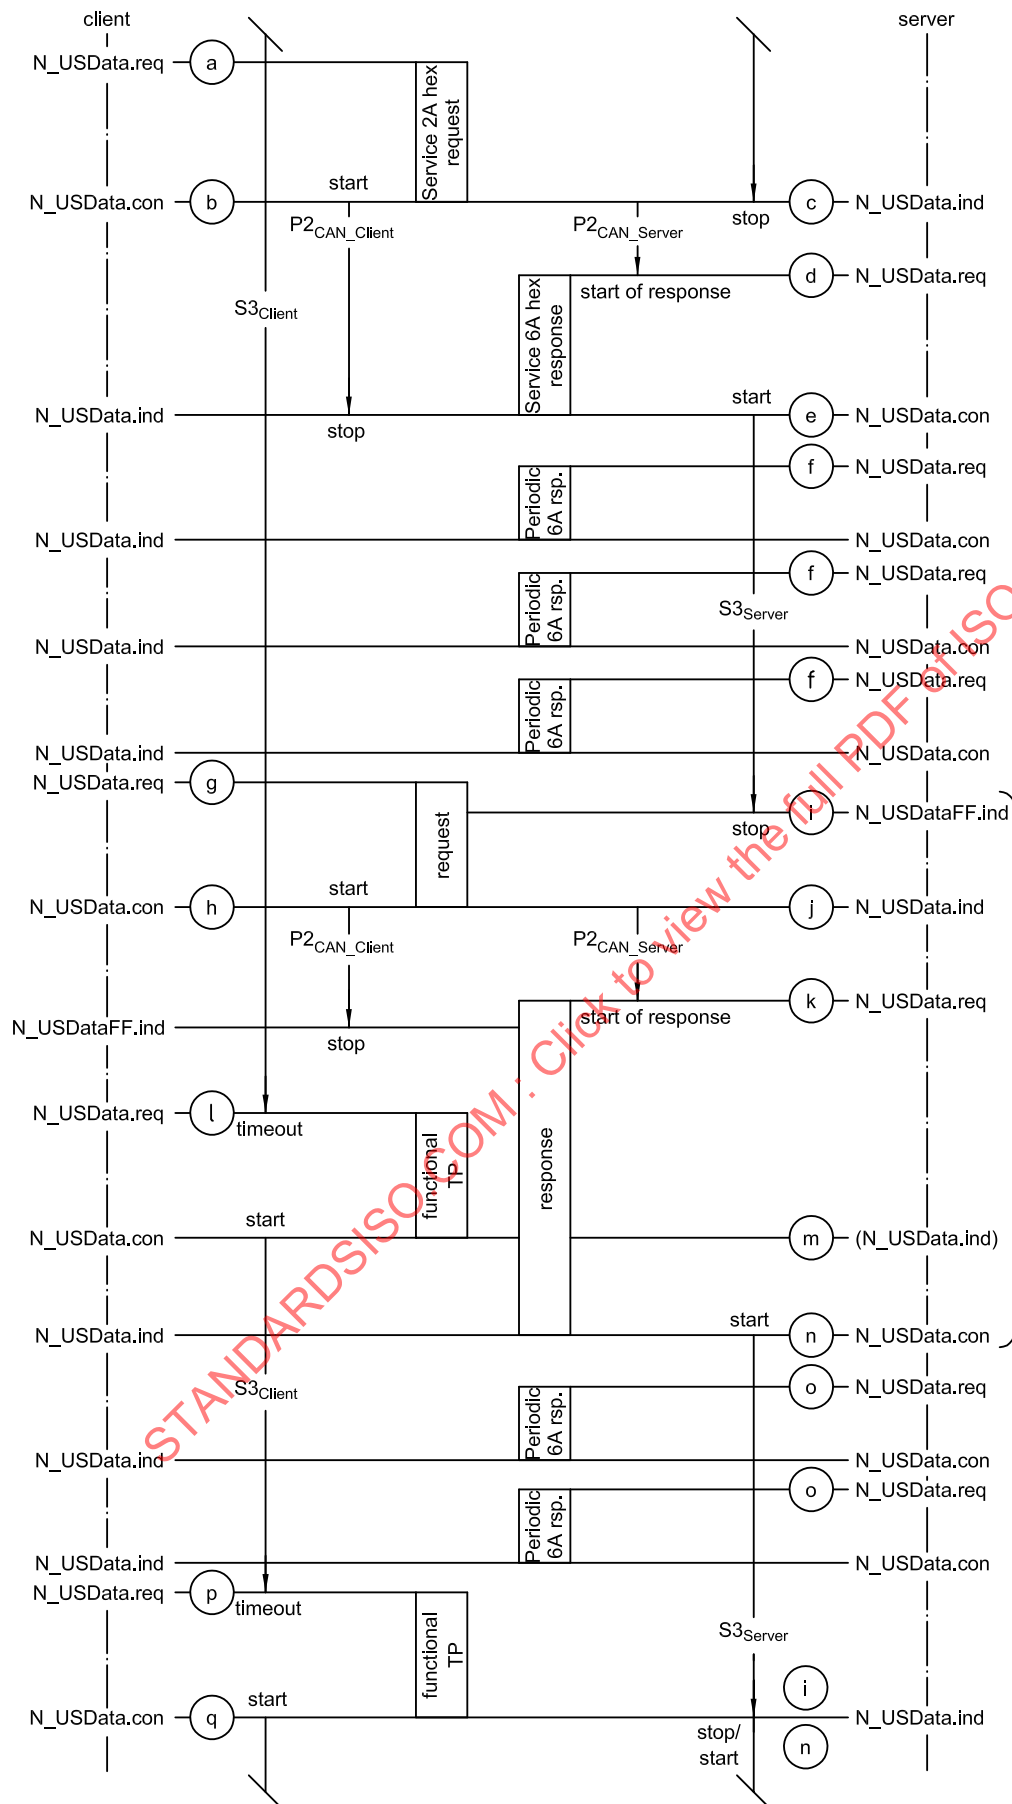 client
server
N_USData.req
a
Service 2A hex
request
start
N_USData.con
b
c
N_USData.ind
stop
P2CAN_Client
P2CAN_Server
d
N_USData.req
start of response
S3Client
Service 6A hex
response
start
N_USData.ind
e
N_USData.con
stop
f
N_USData.req
Periodic
6A rsp.
N_USData.ind
N_USData.con
f
N_USData.req
Periodic
6A rsp.
S3Server
N_USData.ind
N_USData.con
f
N_USData.req
Periodic
6A rsp.
N_USData.ind
N_USData.con
N_USData.req
g
request
i
N_USDataFF.ind
stop
start
N_USData.con
h
j
N_USData.ind
P2CAN_Client
P2CAN_Server
k
N_USData.req
start of response
N_USDataFF.ind
stop
response
N_USData.req
l
timeout
functional
TP
start
N_USData.con
m
(N_USData.ind)
start
N_USData.ind
n
N_USData.con
S3Client
o
N_USData.req
Periodic
6A rsp.
N_USData.ind
N_USData.con
o
N_USData.req
Periodic
6A rsp.
N_USData.ind
N_USData.con
N_USData.req
p
timeout
functional
TP
S3Server
i
start
N_USData.con
q
N_USData.ind
stop/
start
n
STANDARDSISO.COM : Click to view the full PDF of ISO